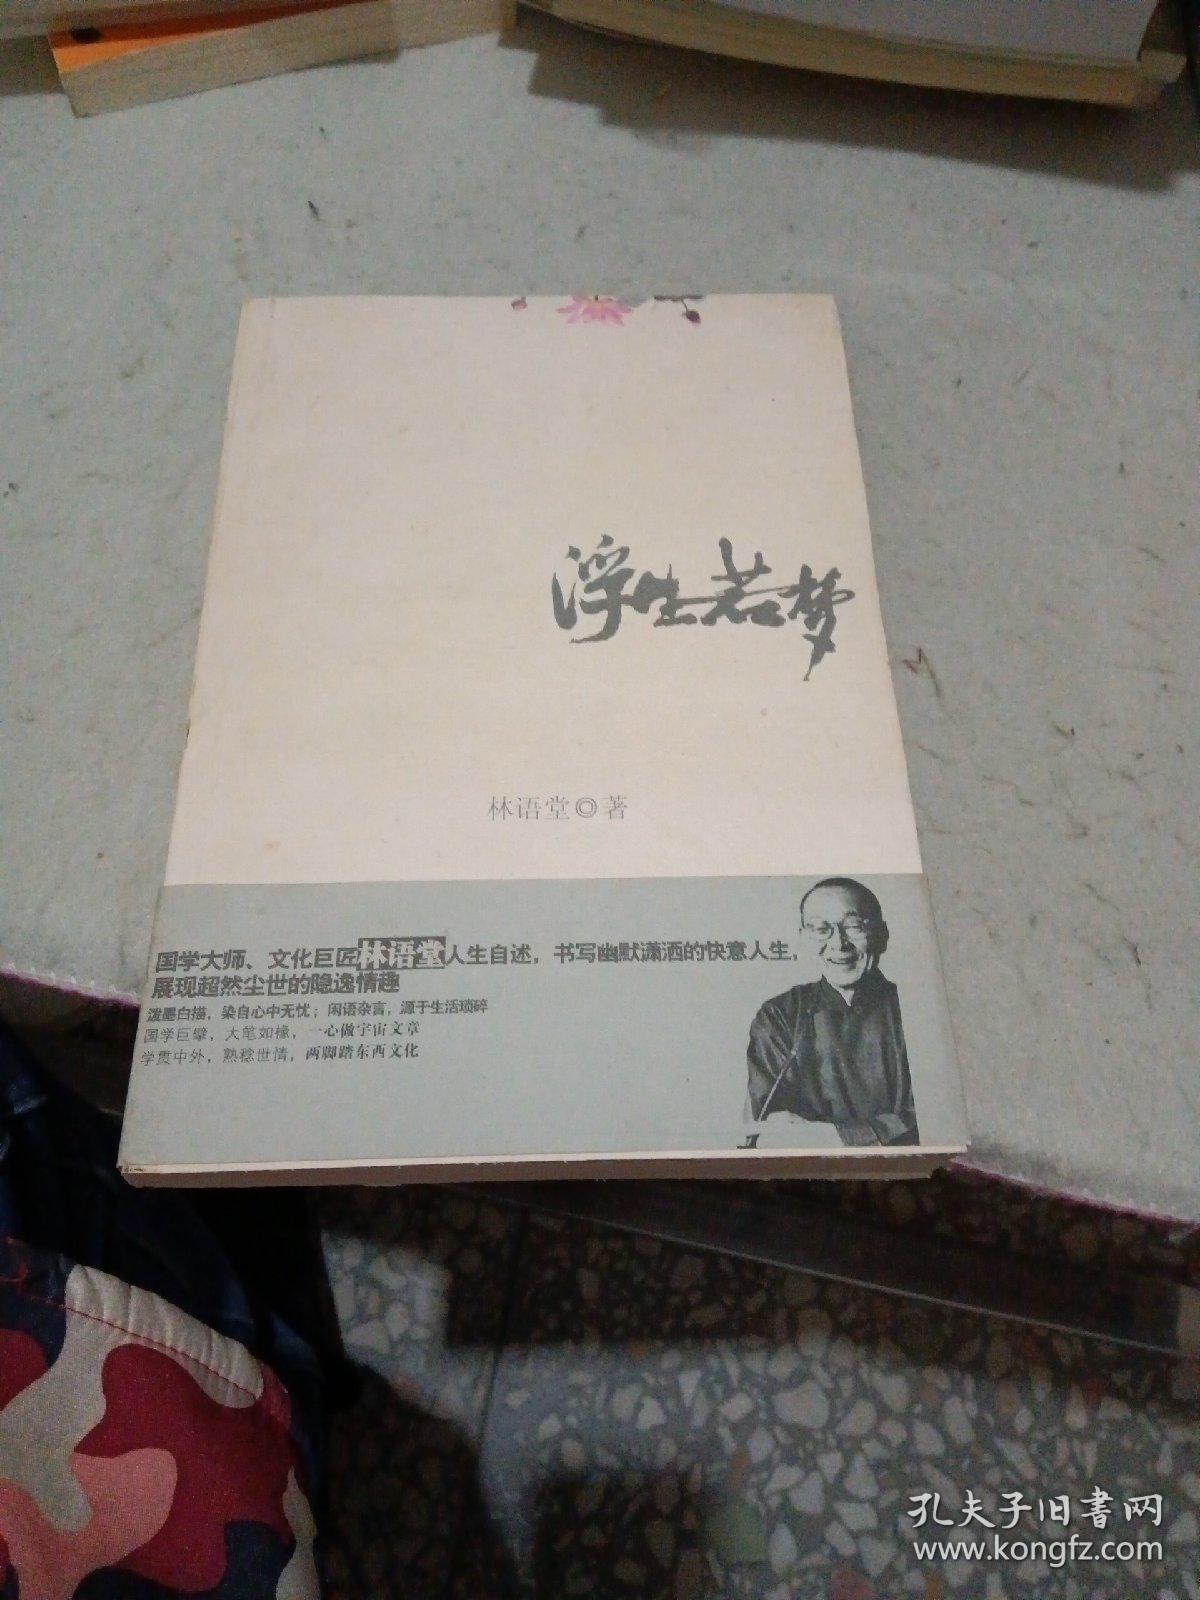 浮生若梦
林语堂◎著
国学大师、文化巨匠林语堂人生自述，书写幽默潇洒的快意人生，
展现超然尘世的隐逸情趣
泼墨白描，染自心中无忧；闲语杂言，源于生活琐碎
国学巨擘，大笔如椽，一心做宇宙文章
学贯中外，熟稔世情，两脚踏东西文化
孔夫子旧书网
www.kongfz.com